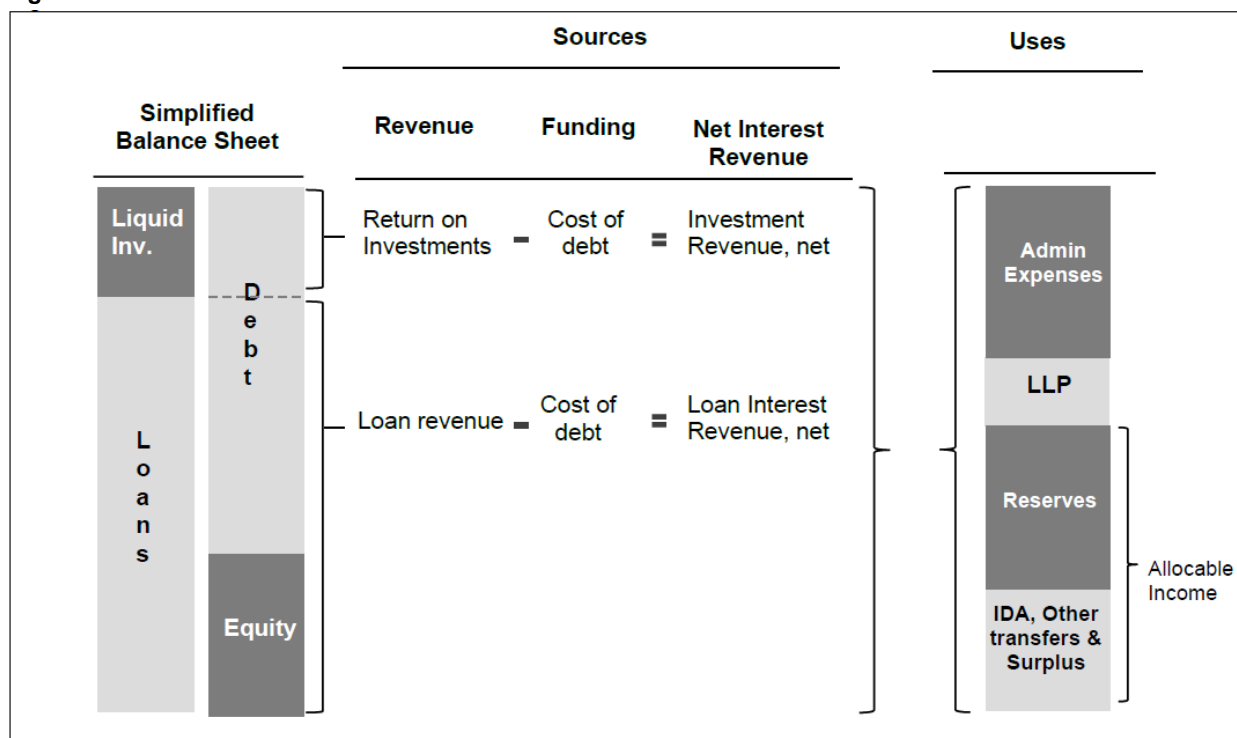 Sources
Uses
Simplified
Balance Sheet
Revenue
Funding
Net Interest
Revenue
Liquid
Inv.
Debt
Return on
Investments
-
Cost of
debt
=
Investment
Revenue, net
Loans
Loan revenue
-
Cost of
debt
=
Loan Interest
Revenue, net
Equity
Admin
Expenses
LLP
Reserves
IDA, Other
transfers &
Surplus
Allocable
Income